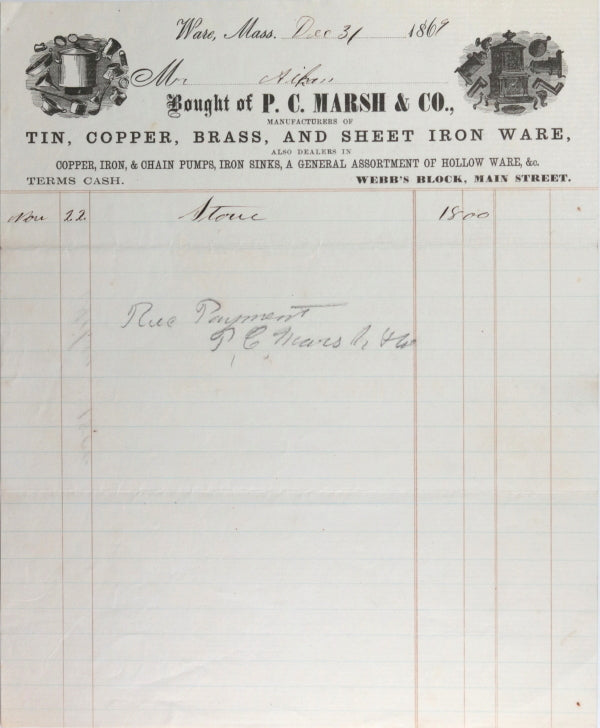 Ware, Mass. Dec 31 1869
Mr Aiken
Bought of P. C. MARSH & CO.,
MANUFACTURERS OF
TIN, COPPER, BRASS, AND SHEET IRON WARE,
ALSO DEALERS IN
COPPER, IRON, & CHAIN PUMPS, IRON SINKS, A GENERAL ASSORTMENT OF HOLLOW WARE, &c.
TERMS CASH. WEBB'S BLOCK, MAIN STREET.
Nov 22 Stove 18 00
Rec Payment
P C Marsh & Co